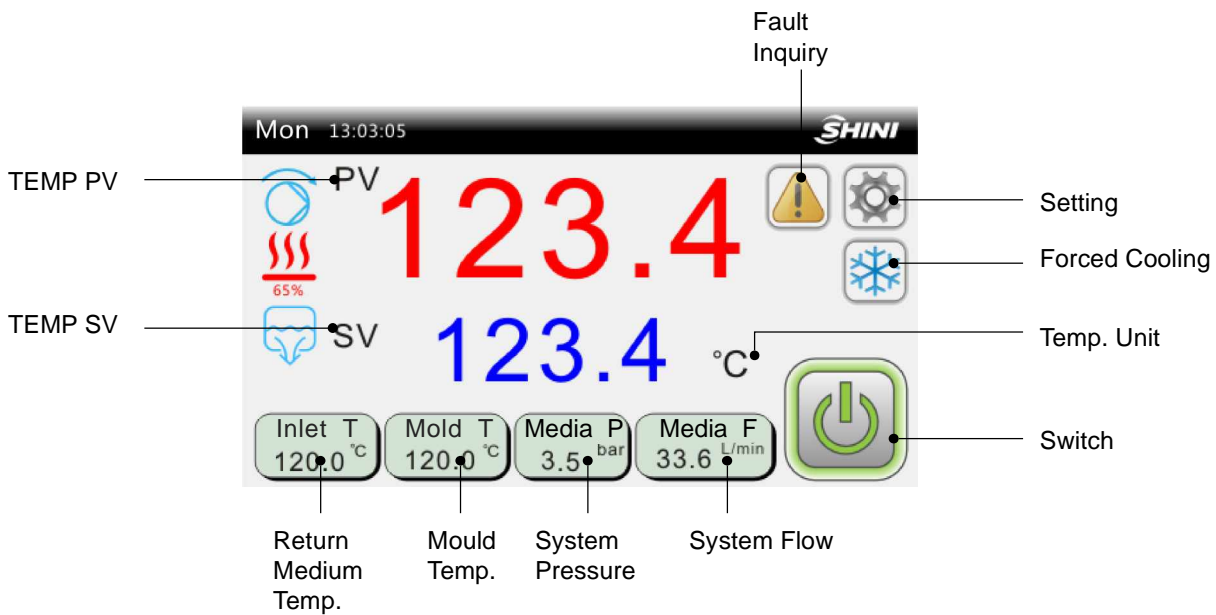 Fault
Inquiry
Mon 13:03:05
SHINI
TEMP PV
PV
123.4
Setting
Forced Cooling
65%
TEMP SV
SV
123.4
°C
Temp. Unit
Inlet T
120.0 °C
Mold T
120.0 °C
Media P
3.5 bar
Media F
33.6 L/min
Switch
Return
Medium
Temp.
Mould
Temp.
System
Pressure
System Flow